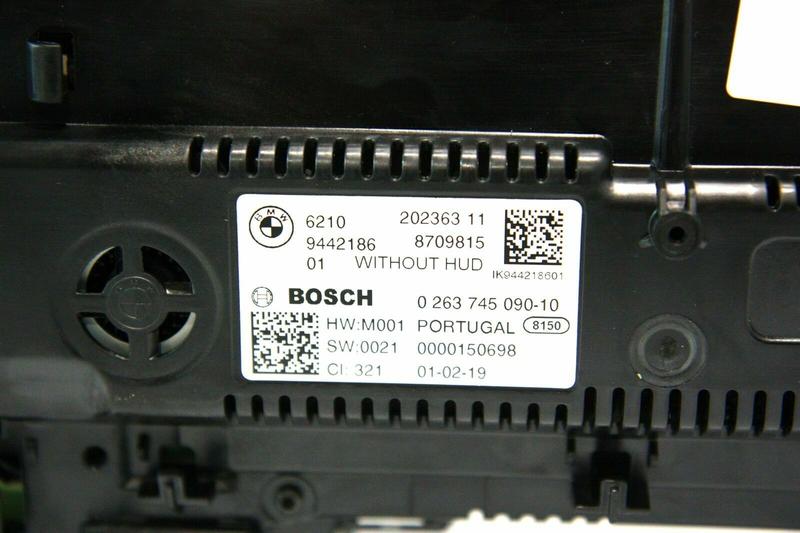 BMW
6210 202363 11
9442186 8709815
01 WITHOUT HUD
IK944218601
BOSCH 0 263 745 090-10
HW:M001 PORTUGAL 8150
SW:0021 0000150698
CI: 321 01-02-19